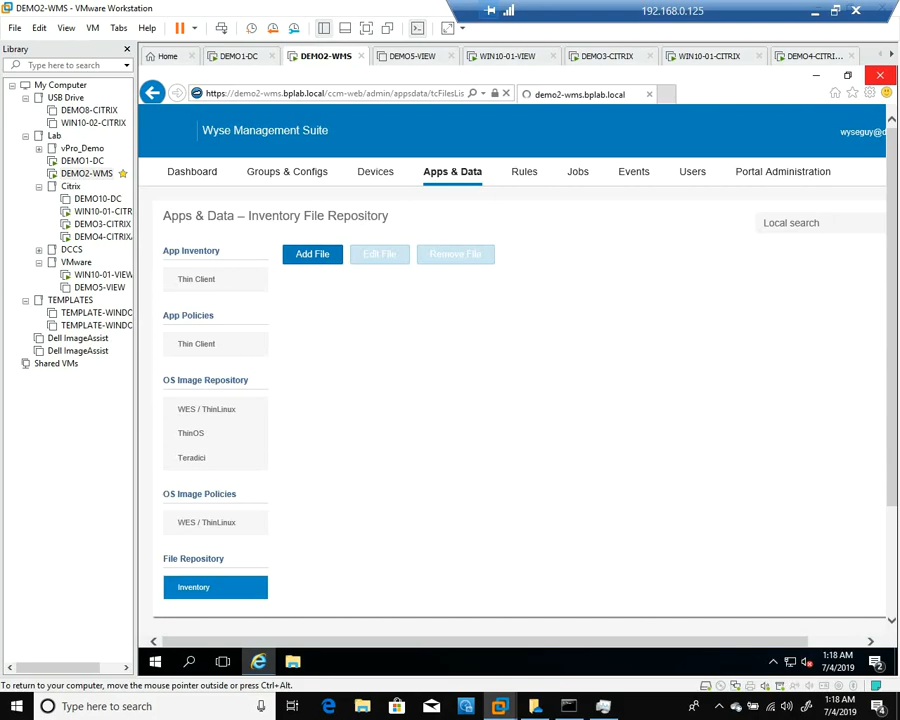 DEMO2-WMS - VMware Workstation
192.168.0.125
File Edit View VM Tabs Help
Library
Home DEMO1-DC DEMO2-WMS DEMO5-VIEW WIN10-01-VIEW DEMO3-CITRIX WIN10-01-CITRIX DEMO4-CITRI...
Type here to search
My Computer
USB Drive
DEMO8-CITRIX
WIN10-02-CITRIX
Lab
vPro_Demo
DEMO1-DC
DEMO2-WMS
Citrix
DEMO10-DC
WIN10-01-CITR
DEMO3-CITRIX
DEMO4-CITRIX
DCCS
VMware
WIN10-01-VIEW
DEMO5-VIEW
TEMPLATES
TEMPLATE-WINDC
TEMPLATE-WINDC
Dell ImageAssist
Dell ImageAssist
Shared VMs
https://demo2-wms.bplab.local/ccm-web/admin/appsdata/tcFilesLis
demo2-wms.bplab.local
Wyse Management Suite
wyseguy@d
Dashboard Groups & Configs Devices Apps & Data Rules Jobs Events Users Portal Administration
Apps & Data – Inventory File Repository
Local search
App Inventory
Thin Client
Add File Edit File Remove File
App Policies
Thin Client
OS Image Repository
WES / ThinLinux
ThinOS
Teradici
OS Image Policies
WES / ThinLinux
File Repository
Inventory
1:18 AM
7/4/2019
2
To return to your computer, move the mouse pointer outside or press Ctrl+Alt.
Type here to search
1:18 AM
7/4/2019
4